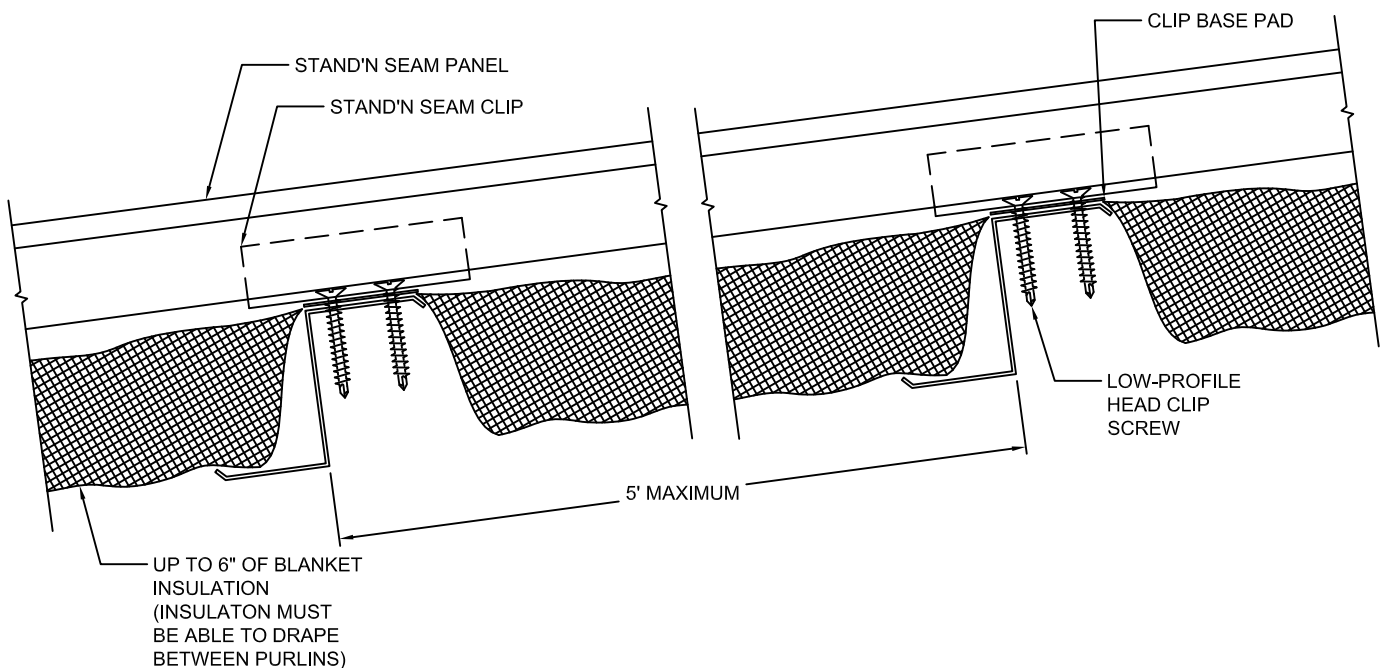 CLIP BASE PAD
STAND'N SEAM PANEL
STAND'N SEAM CLIP
LOW-PROFILE
HEAD CLIP
SCREW
5' MAXIMUM
UP TO 6" OF BLANKET
INSULATION
(INSULATON MUST
BE ABLE TO DRAPE
BETWEEN PURLINS)